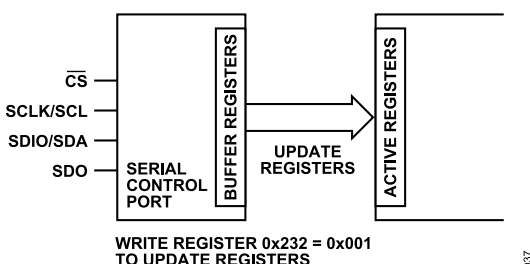 CS
SCLK/SCL
SDIO/SDA
SDO
SERIAL
CONTROL
PORT
BUFFER REGISTERS
UPDATE
REGISTERS
ACTIVE REGISTERS
WRITE REGISTER 0x232 = 0x001
TO UPDATE REGISTERS